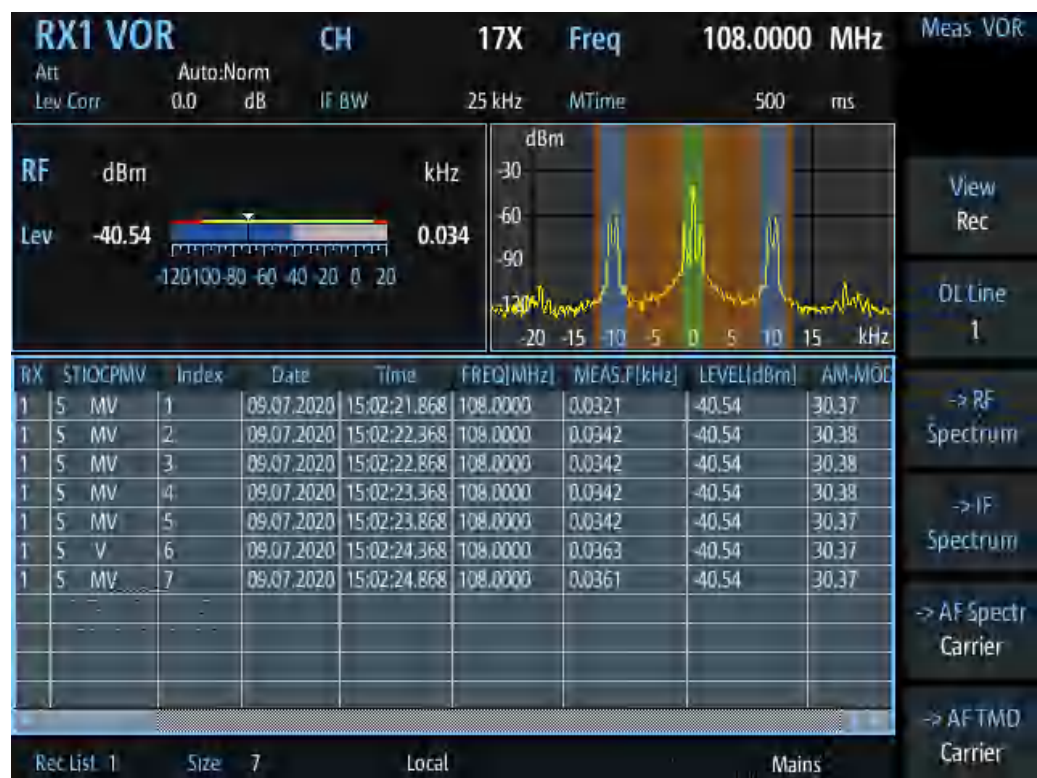 RX1 VOR CH 17X Freq 108.0000 MHz
Att Auto:Norm
Lev Corr 0.0 dB IF BW 25 kHz MTime 500 ms
Meas VOR
RF dBm kHz
Lev -40.54 0.034
-120 -100 -80 -60 -40 -20 0 20
dBm
-30
-60
-90
-120
-20 -15 -10 -5 0 5 10 15 kHz
View
Rec
DL Line
1
-> RF
Spectrum
-> IF
Spectrum
-> AF Spectr
Carrier
-> AF TMD
Carrier
RX STIOCPMV Index Date Time FREQ[MHz] MEAS.F[kHz] LEVEL[dBm] AM-MOD
1 S MV 1 09.07.2020 15:02:21.868 108.0000 0.0321 -40.54 30.37
1 S MV 2 09.07.2020 15:02:22.368 108.0000 0.0342 -40.54 30.38
1 S MV 3 09.07.2020 15:02:22.868 108.0000 0.0342 -40.54 30.38
1 S MV 4 09.07.2020 15:02:23.368 108.0000 0.0342 -40.54 30.38
1 S MV 5 09.07.2020 15:02:23.868 108.0000 0.0342 -40.54 30.37
1 S V 6 09.07.2020 15:02:24.368 108.0000 0.0363 -40.54 30.37
1 S MV 7 09.07.2020 15:02:24.868 108.0000 0.0361 -40.54 30.37
Rec List 1 Size 7 Local Mains